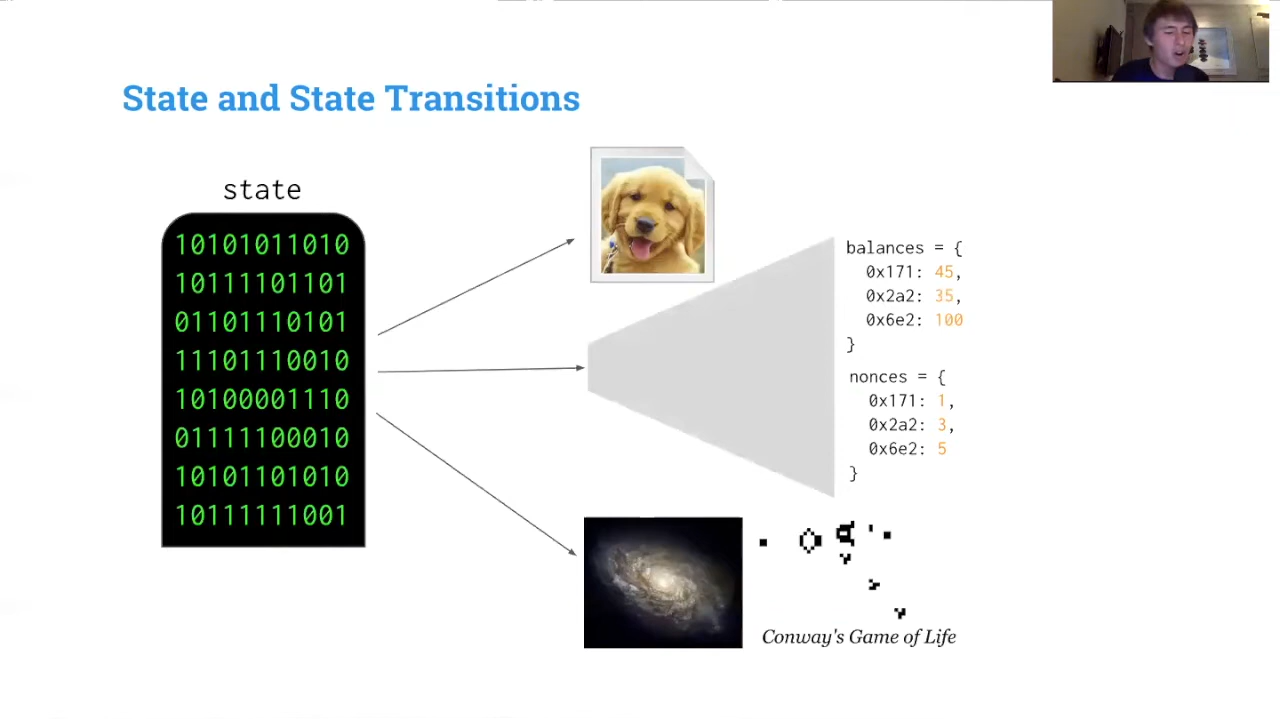 State and State Transitions
state
10101011010
10111101101
01101110101
11101110010
10100001110
01111100010
10101101010
10111111001
balances = {
0x171: 45,
0x2a2: 35,
0x6e2: 100
}
nonces = {
0x171: 1,
0x2a2: 3,
0x6e2: 5
}
Conway's Game of Life